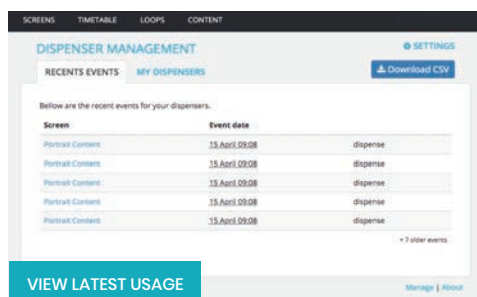 SCREENS TIMETABLE LOOPS CONTENT
DISPENSER MANAGEMENT
SETTINGS
RECENTS EVENTS MY DISPENSERS
Download CSV
Bellow are the recent events for your dispensers.
Screen Event date
Portrait Content 15 April 09:08 dispense
Portrait Content 15 April 09:08 dispense
Portrait Content 15 April 09:08 dispense
Portrait Content 15 April 09:08 dispense
Portrait Content 15 April 09:08 dispense
+ 7 older events
VIEW LATEST USAGE
Manage | About